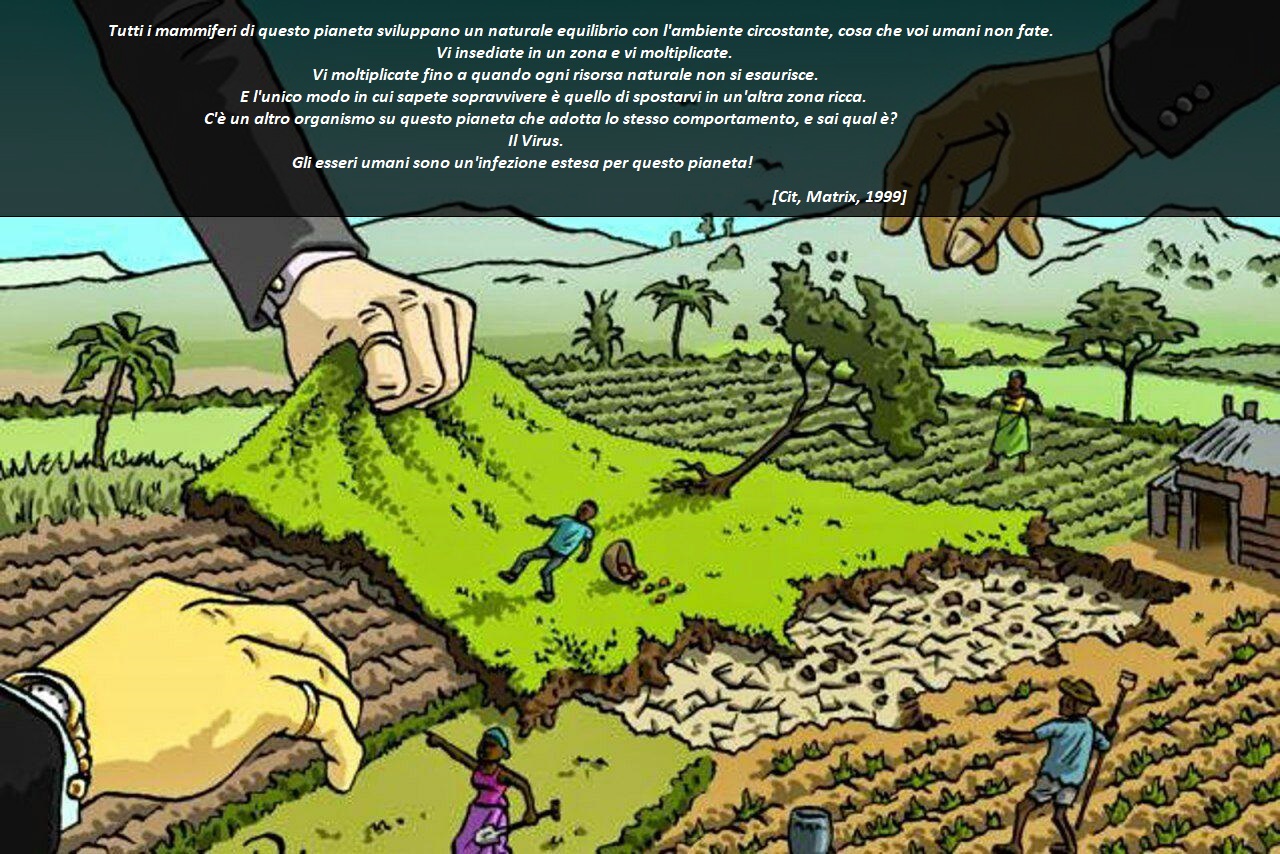 Tutti i mammiferi di questo pianeta sviluppano un naturale equilibrio con l'ambiente circostante, cosa che voi umani non fate.
Vi insediate in un zona e vi moltiplicate.
Vi moltiplicate fino a quando ogni risorsa naturale non si esaurisce.
E l'unico modo in cui sapete sopravvivere è quello di spostarvi in un'altra zona ricca.
C'è un altro organismo su questo pianeta che adotta lo stesso comportamento, e sai qual è?
Il Virus.
Gli esseri umani sono un'infezione estesa per questo pianeta!
[Cit, Matrix, 1999]